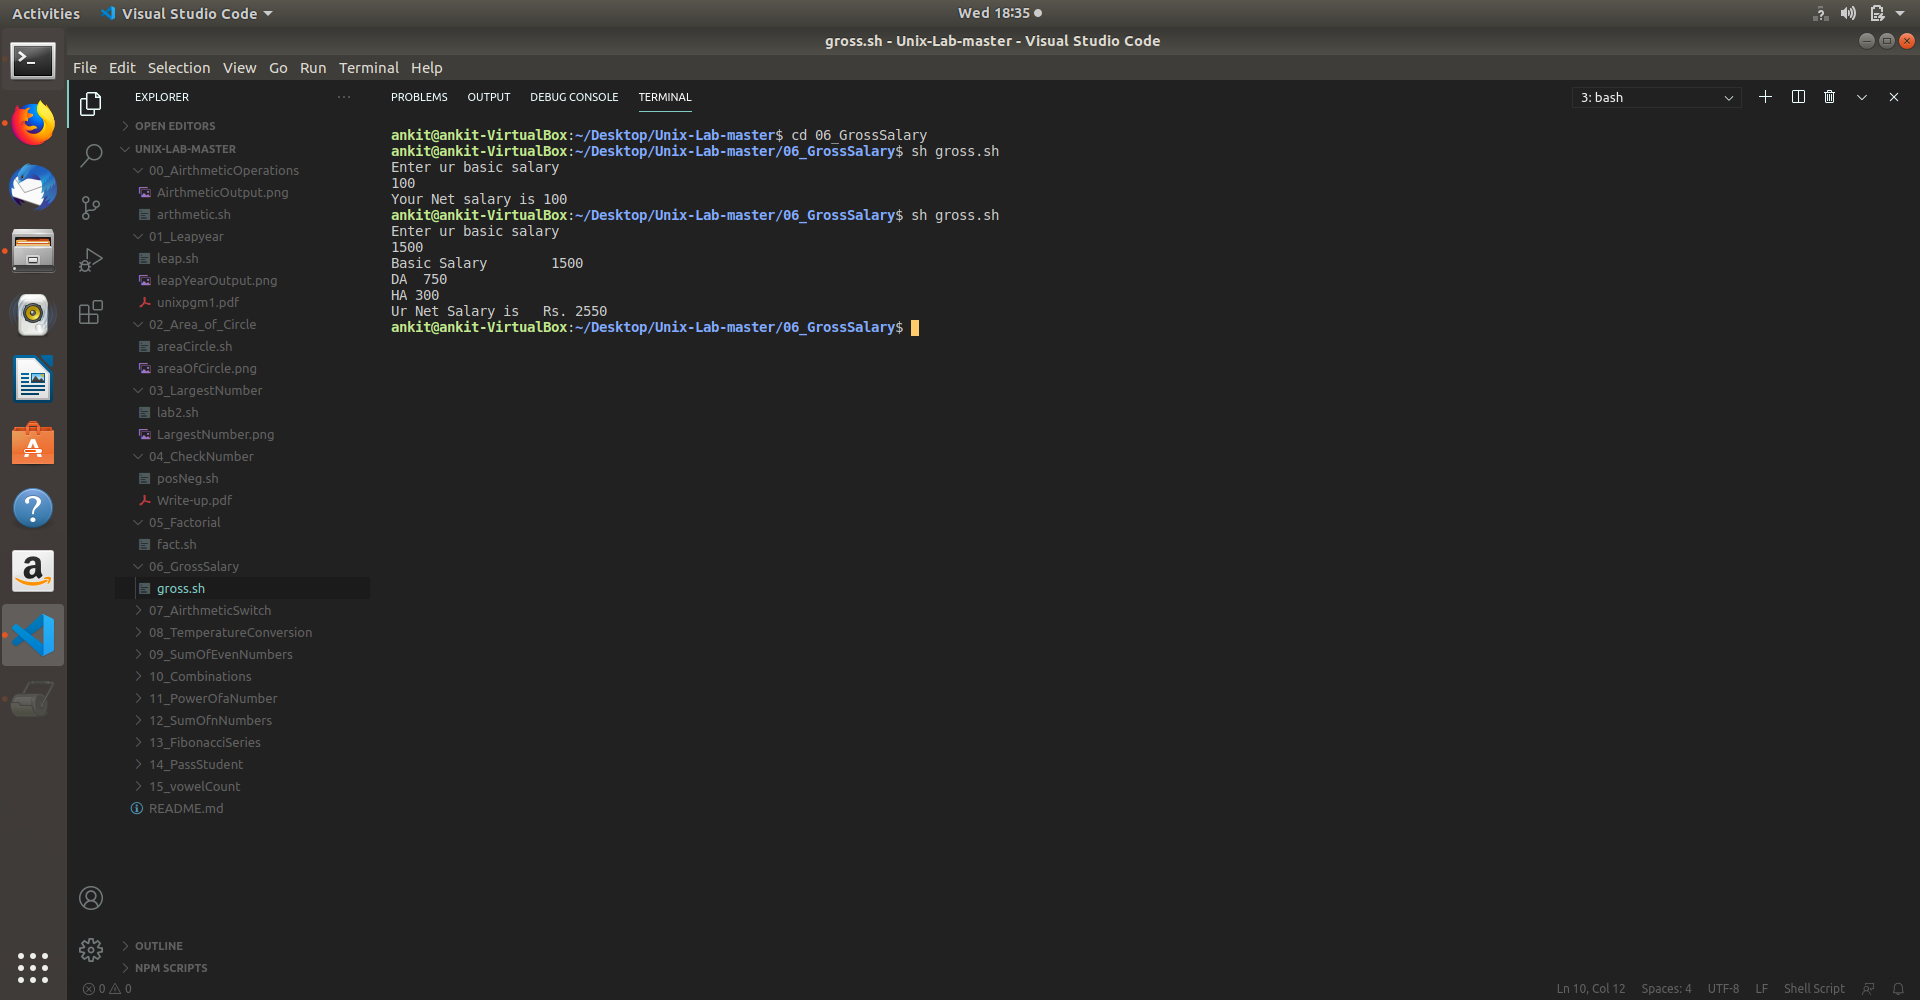 Activities Visual Studio Code Wed 18:35
gross.sh - Unix-Lab-master - Visual Studio Code
File Edit Selection View Go Run Terminal Help
EXPLORER PROBLEMS OUTPUT DEBUG CONSOLE TERMINAL 3: bash
OPEN EDITORS
UNIX-LAB-MASTER
00_AirthmeticOperations
AirthmeticOutput.png
arthmetic.sh
01_Leapyear
leap.sh
leapYearOutput.png
unixpgm1.pdf
02_Area_of_Circle
areaCircle.sh
areaOfCircle.png
03_LargestNumber
lab2.sh
LargestNumber.png
04_CheckNumber
posNeg.sh
Write-up.pdf
05_Factorial
fact.sh
06_GrossSalary
gross.sh
07_AirthmeticSwitch
08_TemperatureConversion
09_SumOfEvenNumbers
10_Combinations
11_PowerOfaNumber
12_SumOfnNumbers
13_FibonacciSeries
14_PassStudent
15_vowelCount
README.md
OUTLINE
NPM SCRIPTS
ankit@ankit-VirtualBox:~/Desktop/Unix-Lab-master$ cd 06_GrossSalary
ankit@ankit-VirtualBox:~/Desktop/Unix-Lab-master/06_GrossSalary$ sh gross.sh
Enter ur basic salary
100
Your Net salary is 100
ankit@ankit-VirtualBox:~/Desktop/Unix-Lab-master/06_GrossSalary$ sh gross.sh
Enter ur basic salary
1500
Basic Salary 1500
DA 750
HA 300
Ur Net Salary is Rs. 2550
ankit@ankit-VirtualBox:~/Desktop/Unix-Lab-master/06_GrossSalary$
0 0 Ln 10, Col 12 Spaces: 4 UTF-8 LF Shell Script